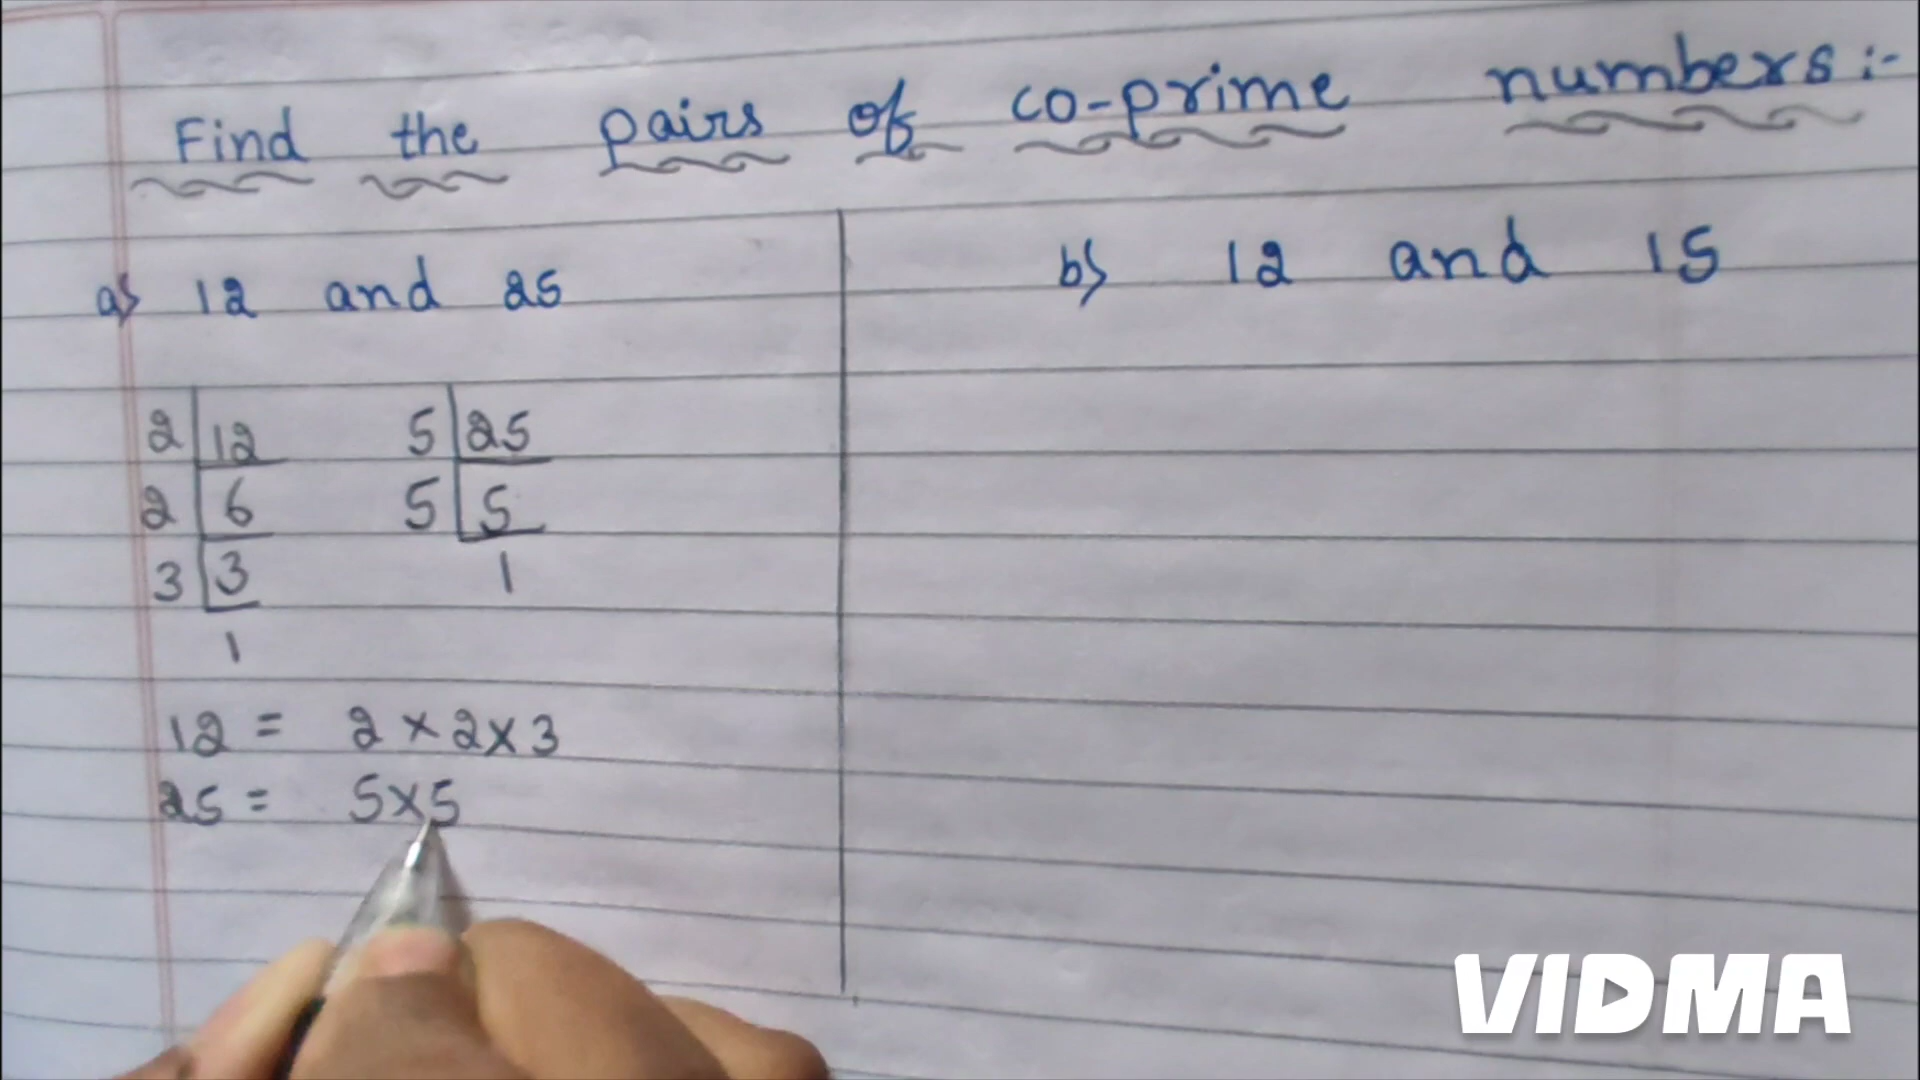 Find the pairs of co-prime numbers:-
a) 12 and 25
2 12
2 6
3 3
1
5 25
5 5
1
12 = 2 × 2 × 3
25 = 5 × 5
b) 12 and 15
VIDMA